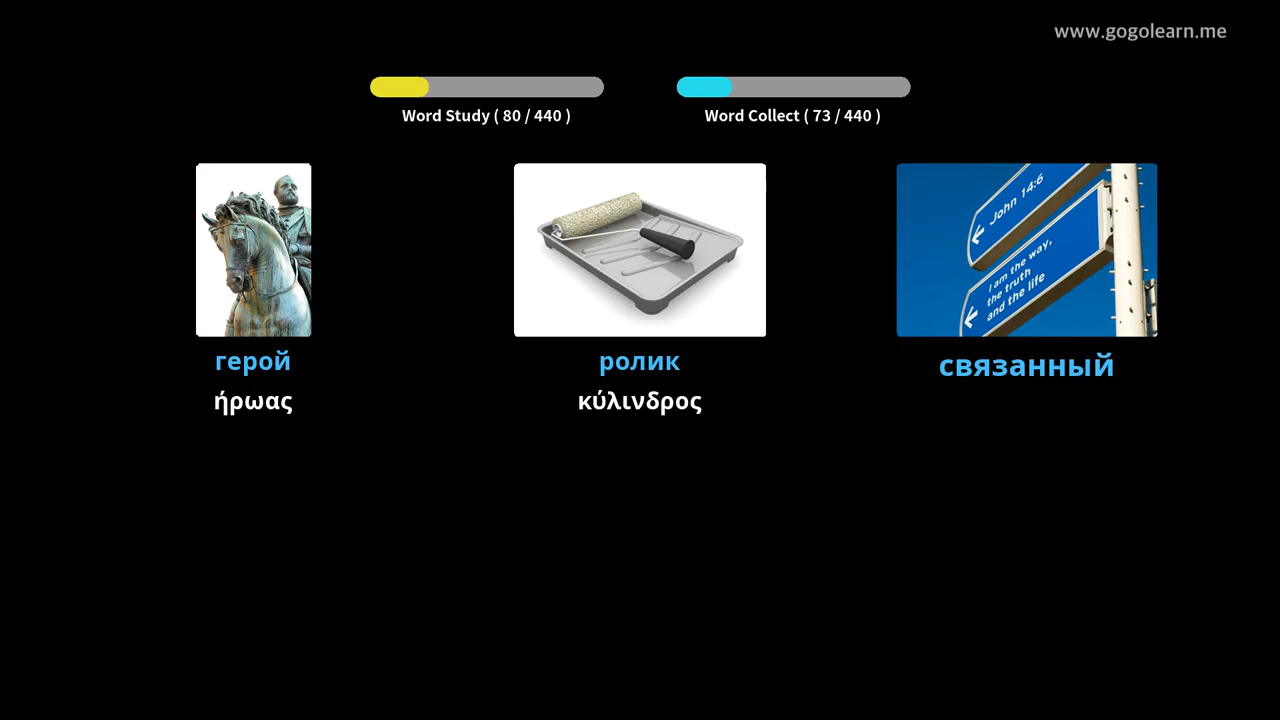 www.gogolearn.me
Word Study ( 80 / 440 )
Word Collect ( 73 / 440 )
John 14:6
I am the way,
the truth
and the life
герой
ролик
связанный
ήρωας
κύλινδρος